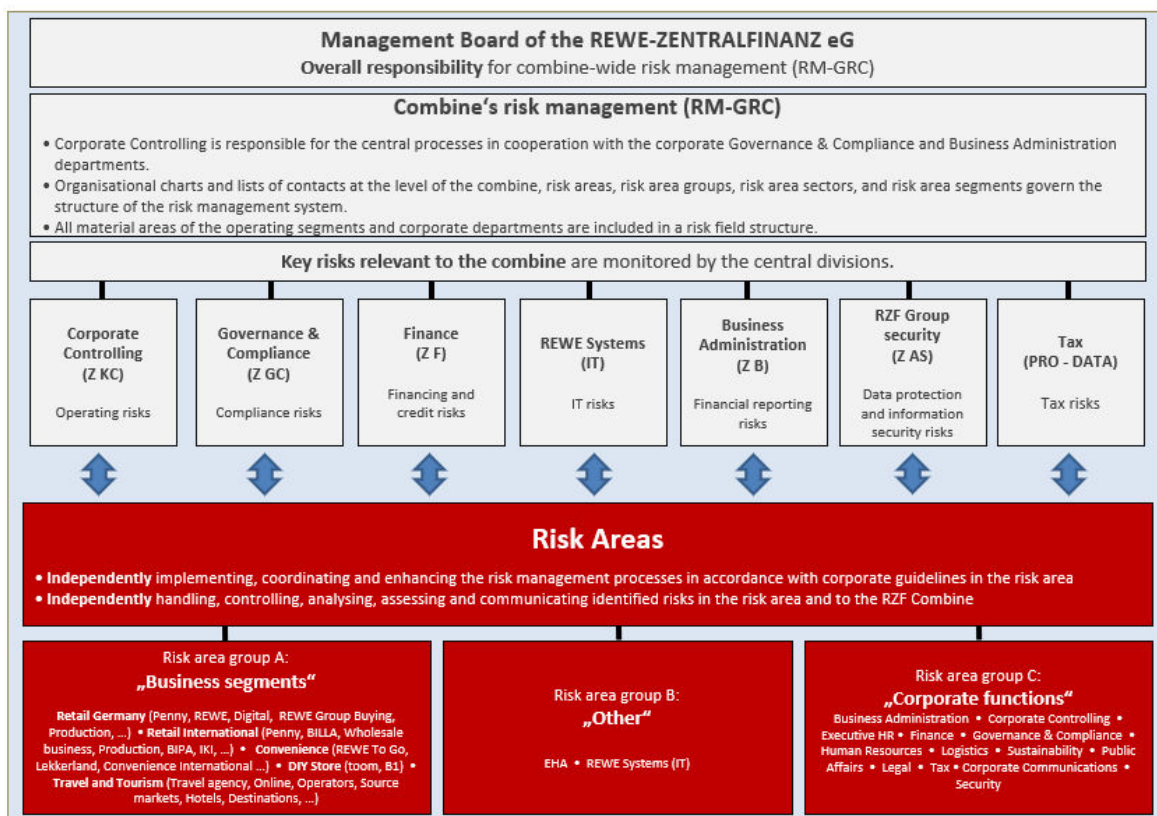 Management Board of the REWE-ZENTRALFINANZ eG
Overall responsibility for combine-wide risk management (RM-GRC)
Combine‘s risk management (RM-GRC)
• Corporate Controlling is responsible for the central processes in cooperation with the corporate Governance & Compliance and Business Administration
departments.
• Organisational charts and lists of contacts at the level of the combine, risk areas, risk area groups, risk area sectors, and risk area segments govern the
structure of the risk management system.
• All material areas of the operating segments and corporate departments are included in a risk field structure.
Key risks relevant to the combine are monitored by the central divisions.
Corporate
Controlling
(Z KC)
Operating risks
Governance &
Compliance
(Z GC)
Compliance risks
Finance
(Z F)
Financing and
credit risks
REWE Systems
(IT)
IT risks
Business
Administration
(Z B)
Financial reporting
risks
RZF Group
security
(Z AS)
Data protection
and information
security risks
Tax
(PRO - DATA)
Tax risks
Risk Areas
• Independently implementing, coordinating and enhancing the risk management processes in accordance with corporate guidelines in the risk area
• Independently handling, controlling, analysing, assessing and communicating identified risks in the risk area and to the RZF Combine
Risk area group A:
„Business segments“
Retail Germany (Penny, REWE, Digital, REWE Group Buying,
Production, ...) • Retail International (Penny, BILLA, Wholesale
business, Production, BIPA, IKI, ...) • Convenience (REWE To Go,
Lekkerland, Convenience International ...) • DIY Store (toom, B1) •
Travel and Tourism (Travel agency, Online, Operators, Source
markets, Hotels, Destinations, ...)
Risk area group B:
„Other“
EHA • REWE Systems (IT)
Risk area group C:
„Corporate functions“
Business Administration • Corporate Controlling •
Executive HR • Finance • Governance & Compliance •
Human Resources • Logistics • Sustainability • Public
Affairs • Legal • Tax • Corporate Communications •
Security